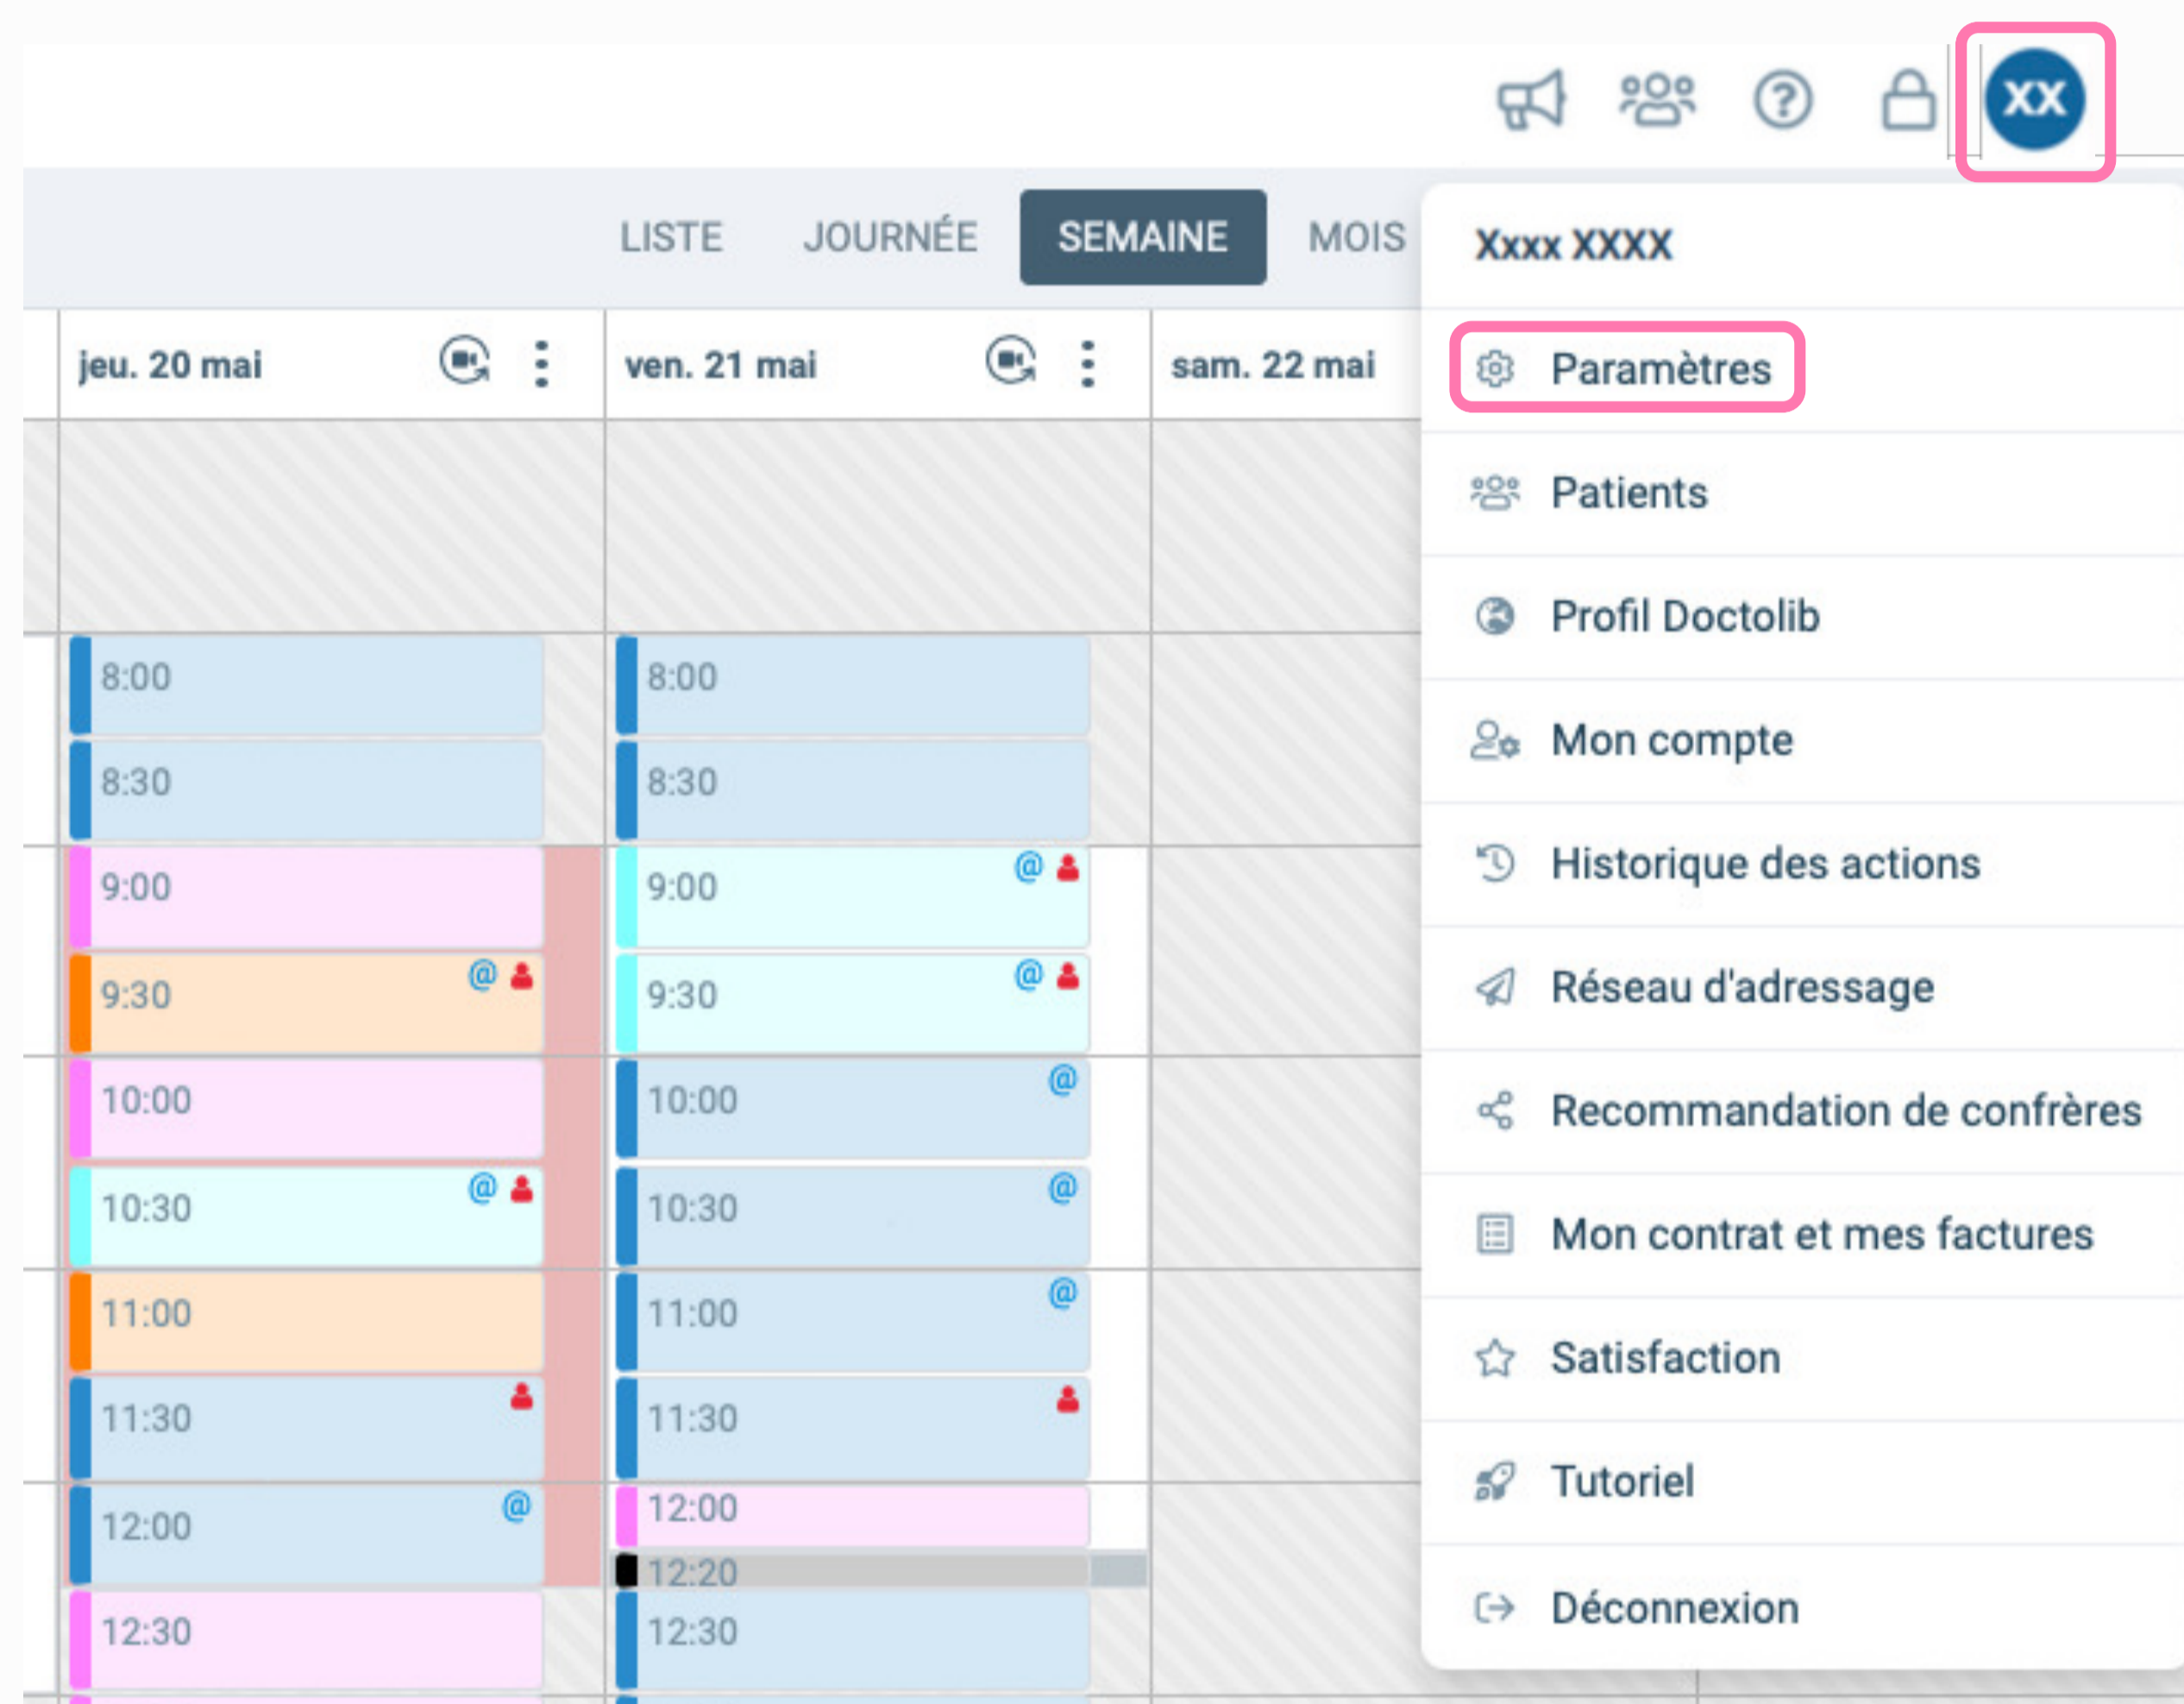 XX
LISTE JOURNÉE SEMAINE MOIS
Xxxx XXXX
jeu. 20 mai
ven. 21 mai
sam. 22 mai
Paramètres
Patients
Profil Doctolib
Mon compte
Historique des actions
Réseau d'adressage
Recommandation de confrères
Mon contrat et mes factures
Satisfaction
Tutoriel
Déconnexion
8:00
8:30
9:00
9:30 @
10:00
10:30 @
11:00
11:30
12:00 @
12:30
8:00
8:30
9:00 @
9:30 @
10:00 @
10:30 @
11:00 @
11:30
12:00
12:20
12:30